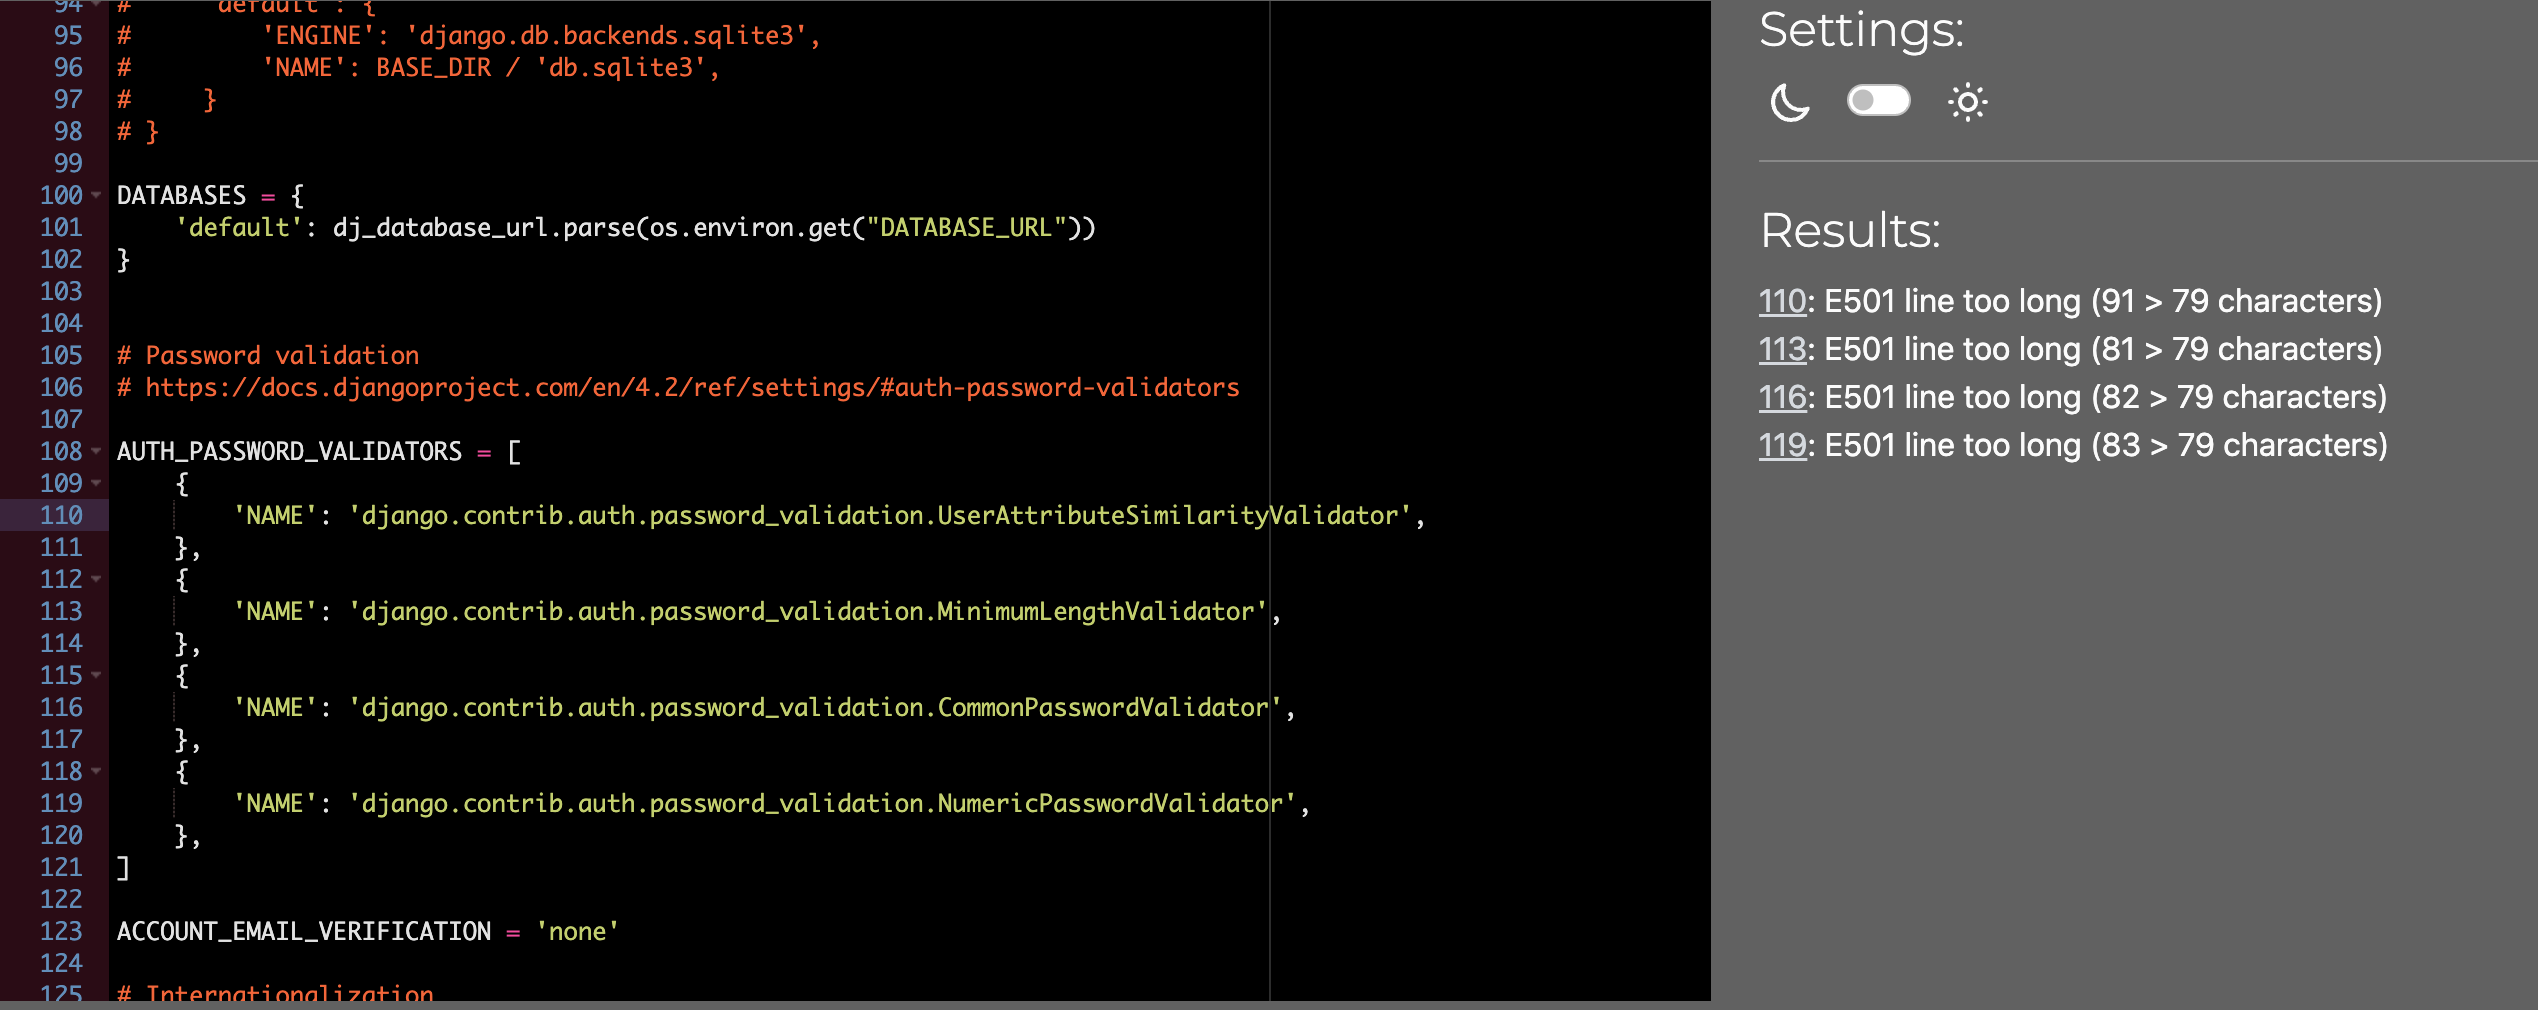 94 # 'default': {
95 #         'ENGINE': 'django.db.backends.sqlite3',
96 #         'NAME': BASE_DIR / 'db.sqlite3',
97 #     }
98 # }
99
100 DATABASES = {
101     'default': dj_database_url.parse(os.environ.get("DATABASE_URL"))
102 }
103
104
105 # Password validation
106 # https://docs.djangoproject.com/en/4.2/ref/settings/#auth-password-validators
107
108 AUTH_PASSWORD_VALIDATORS = [
109     {
110         'NAME': 'django.contrib.auth.password_validation.UserAttributeSimilarityValidator',
111     },
112     {
113         'NAME': 'django.contrib.auth.password_validation.MinimumLengthValidator',
114     },
115     {
116         'NAME': 'django.contrib.auth.password_validation.CommonPasswordValidator',
117     },
118     {
119         'NAME': 'django.contrib.auth.password_validation.NumericPasswordValidator',
120     },
121 ]
122
123 ACCOUNT_EMAIL_VERIFICATION = 'none'
124
125 # Internationalization
Settings:
Results:
110: E501 line too long (91 > 79 characters)
113: E501 line too long (81 > 79 characters)
116: E501 line too long (82 > 79 characters)
119: E501 line too long (83 > 79 characters)